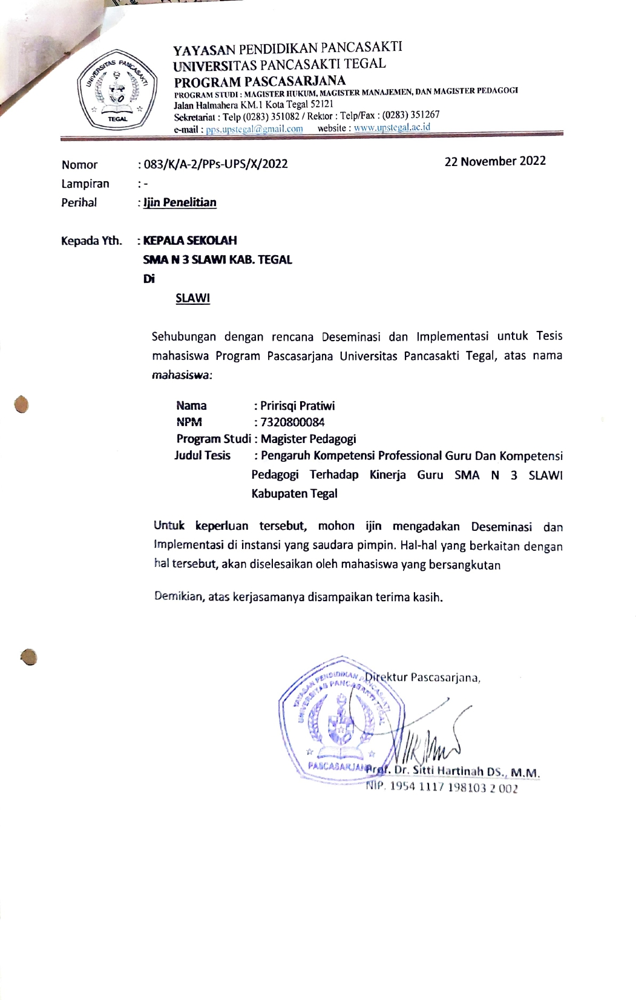 YAYASAN PENDIDIKAN PANCASAKTI
UNIVERSITAS PANCASAKTI TEGAL
PROGRAM PASCASARJANA
PROGRAM STUDI : MAGISTER HUKUM, MAGISTER MANAJEMEN, DAN MAGISTER PEDAGOGI
Jalan Halmahera KM.1 Kota Tegal 52121
Sekretariat : Telp (0283) 351082 / Rektor : Telp/Fax : (0283) 351267
e-mail : pps.upstegal@gmail.com website : www.upstegal.ac.id
UNIVERSITAS PANCASAKTI
TEGAL
Nomor : 083/K/A-2/PPs-UPS/X/2022 22 November 2022
Lampiran : -
Perihal : Ijin Penelitian
Kepada Yth. : KEPALA SEKOLAH
SMA N 3 SLAWI KAB. TEGAL
Di
SLAWI
Sehubungan dengan rencana Deseminasi dan Implementasi untuk Tesis
mahasiswa Program Pascasarjana Universitas Pancasakti Tegal, atas nama
mahasiswa:
Nama : Pririsqi Pratiwi
NPM : 7320800084
Program Studi : Magister Pedagogi
Judul Tesis : Pengaruh Kompetensi Professional Guru Dan Kompetensi
Pedagogi Terhadap Kinerja Guru SMA N 3 SLAWI
Kabupaten Tegal
Untuk keperluan tersebut, mohon ijin mengadakan Deseminasi dan
Implementasi di instansi yang saudara pimpin. Hal-hal yang berkaitan dengan
hal tersebut, akan diselesaikan oleh mahasiswa yang bersangkutan
Demikian, atas kerjasamanya disampaikan terima kasih.
Direktur Pascasarjana,
YAYASAN PENDIDIKAN PANCASAKTI
UNIVERSITAS PANCASAKTI TEGAL
PASCASARJANA
Prof. Dr. Sitti Hartinah DS., M.M.
NIP. 1954 1117 198103 2 002